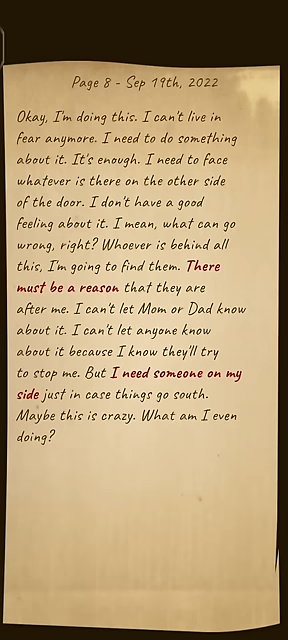 Page 8 - Sep 19th, 2022
Okay, I'm doing this. I can't live in
fear anymore. I need to do something
about it. It's enough. I need to face
whatever is there on the other side
of the door. I don't have a good
feeling about it. I mean, what can go
wrong, right? Whoever is behind all
this, I'm going to find them. There
must be a reason that they are
after me. I can't let Mom or Dad know
about it. I can't let anyone know
about it because I know they'll try
to stop me. But I need someone on my
side just in case things go south.
Maybe this is crazy. What am I even
doing?